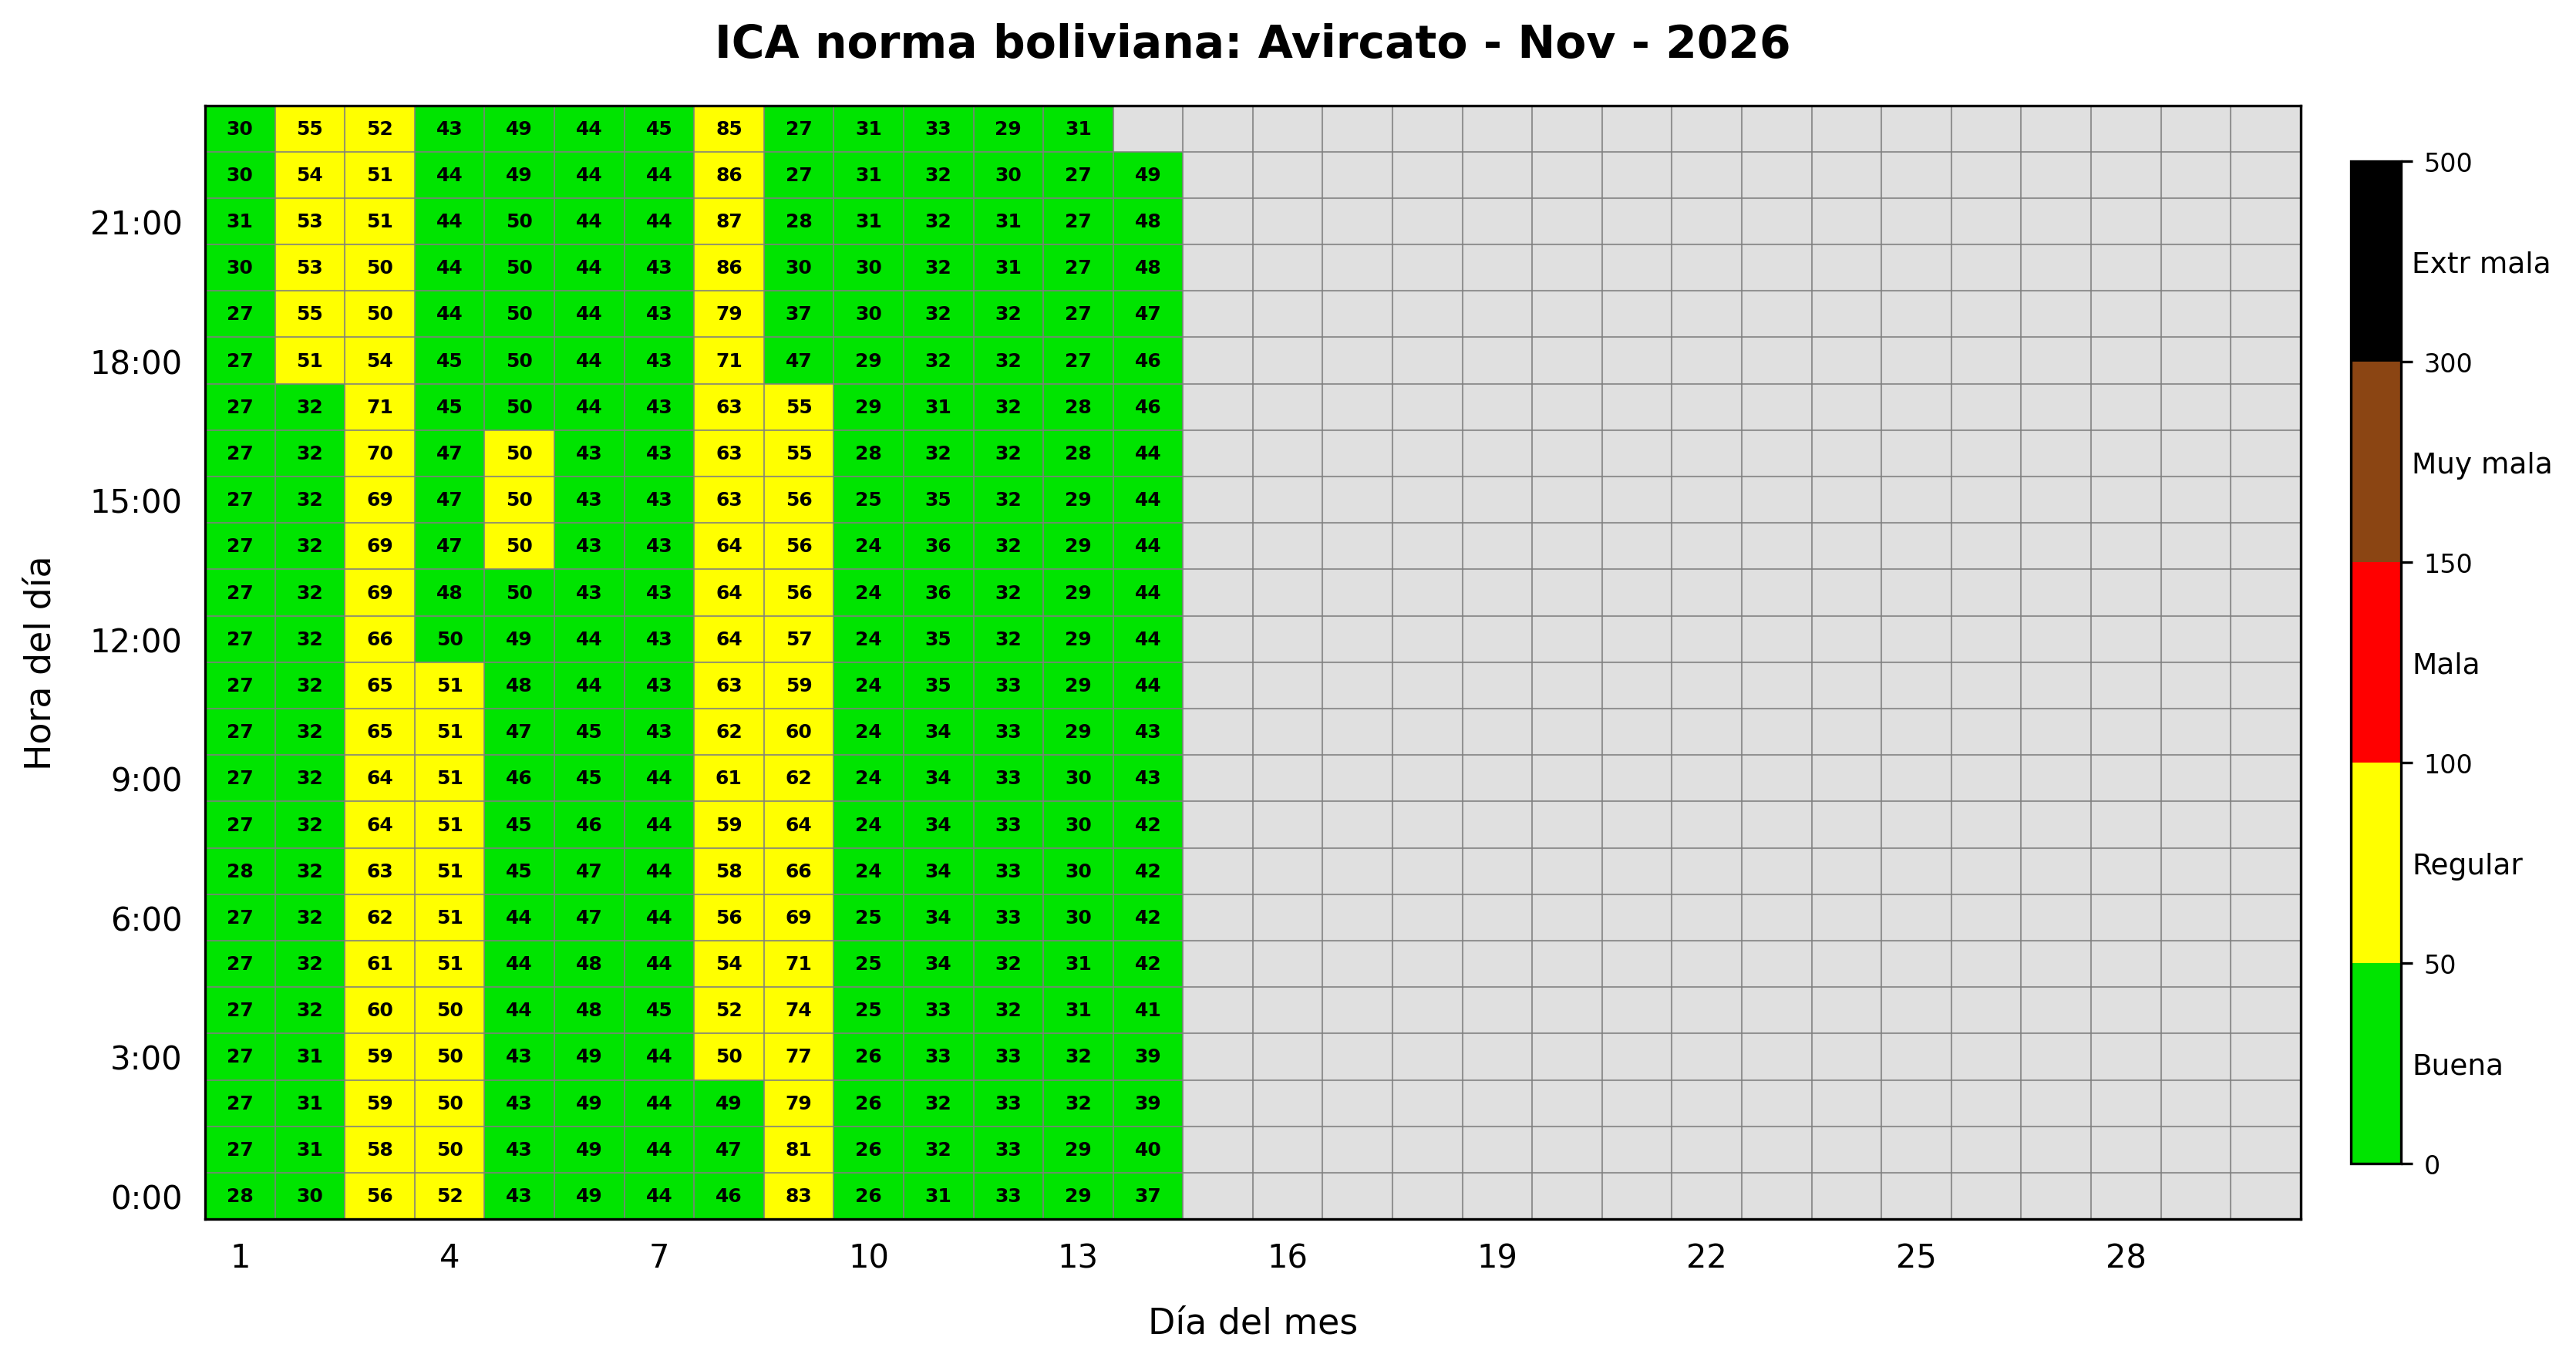 ICA norma boliviana: Avircato - Nov - 2026
30 55 52 43 49 44 45 85 27 31 33 29 31
30 54 51 44 49 44 44 86 27 31 32 30 27 49
21:00 31 53 51 44 50 44 44 87 28 31 32 31 27 48
30 53 50 44 50 44 43 86 30 30 32 31 27 48
27 55 50 44 50 44 43 79 37 30 32 32 27 47
18:00 27 51 54 45 50 44 43 71 47 29 32 32 27 46
27 32 71 45 50 44 43 63 55 29 31 32 28 46
27 32 70 47 50 43 43 63 55 28 32 32 28 44
15:00 27 32 69 47 50 43 43 63 56 25 35 32 29 44
27 32 69 47 50 43 43 64 56 24 36 32 29 44
27 32 69 48 50 43 43 64 56 24 36 32 29 44
12:00 27 32 66 50 49 44 43 64 57 24 35 32 29 44
27 32 65 51 48 44 43 63 59 24 35 33 29 44
27 32 65 51 47 45 43 62 60 24 34 33 29 43
9:00 27 32 64 51 46 45 44 61 62 24 34 33 30 43
27 32 64 51 45 46 44 59 64 24 34 33 30 42
28 32 63 51 45 47 44 58 66 24 34 33 30 42
6:00 27 32 62 51 44 47 44 56 69 25 34 33 30 42
27 32 61 51 44 48 44 54 71 25 34 32 31 42
27 32 60 50 44 48 45 52 74 25 33 32 31 41
3:00 27 31 59 50 43 49 44 50 77 26 33 33 32 39
27 31 59 50 43 49 44 49 79 26 32 33 32 39
27 31 58 50 43 49 44 47 81 26 32 33 29 40
0:00 28 30 56 52 43 49 44 46 83 26 31 33 29 37
1 4 7 10 13 16 19 22 25 28
Día del mes
Hora del día
500
Extr mala
300
Muy mala
150
Mala
100
Regular
50
Buena
0